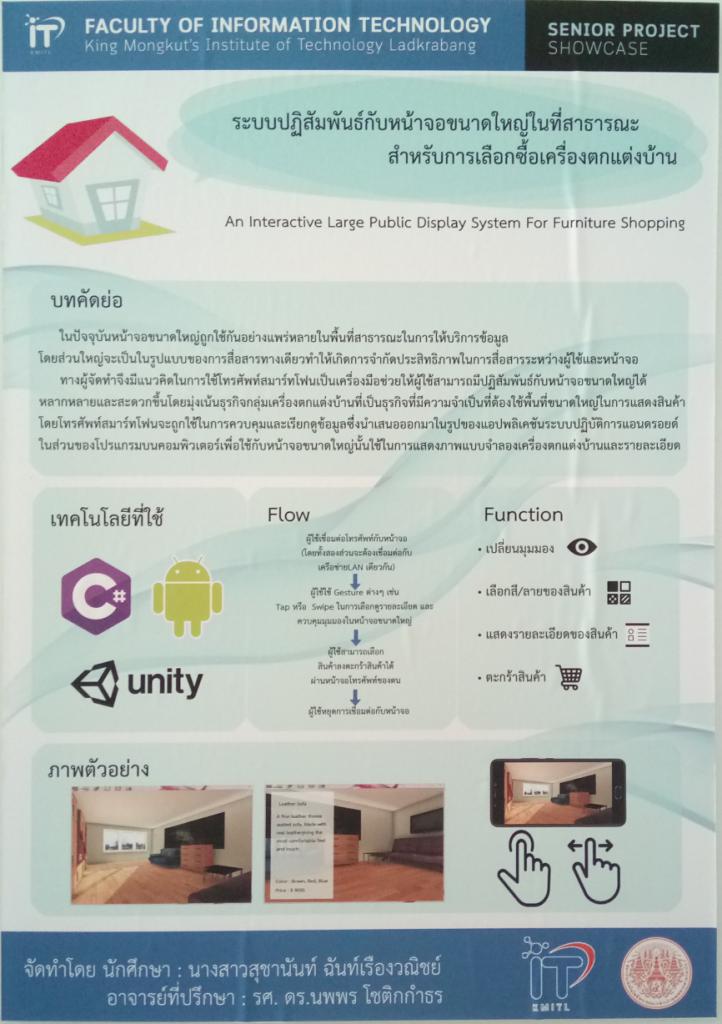 iT
KMITL
FACULTY OF INFORMATION TECHNOLOGY
King Mongkut's Institute of Technology Ladkrabang
SENIOR PROJECT
SHOWCASE
ระบบปฏิสัมพันธ์กับหน้าจอขนาดใหญ่ในที่สาธารณะ
สำหรับการเลือกซื้อเครื่องตกแต่งบ้าน
An Interactive Large Public Display System For Furniture Shopping
บทคัดย่อ
ในปัจจุบันหน้าจอขนาดใหญ่ถูกใช้กันอย่างแพร่หลายในพื้นที่สาธารณะในการให้บริการข้อมูล
โดยส่วนใหญ่จะเป็นในรูปแบบของการสื่อสารทางเดียวทำให้เกิดการจำกัดประสิทธิภาพในการสื่อสารระหว่างผู้ใช้และหน้าจอ
ทางผู้จัดทำจึงมีแนวคิดในการใช้โทรศัพท์สมาร์ทโฟนเป็นเครื่องมือช่วยให้ผู้ใช้สามารถมีปฏิสัมพันธ์กับหน้าจอขนาดใหญ่ได้
หลากหลายและสะดวกขึ้นโดยมุ่งเน้นธุรกิจกลุ่มเครื่องตกแต่งบ้านที่เป็นธุรกิจที่มีความจำเป็นที่ต้องใช้พื้นที่ขนาดใหญ่ในการแสดงสินค้า
โดยโทรศัพท์สมาร์ทโฟนจะถูกใช้ในการควบคุมและเรียกดูข้อมูลซึ่งนำเสนอออกมาในรูปของแอปพลิเคชันระบบปฏิบัติการแอนดรอยด์
ในส่วนของโปรแกรมบนคอมพิวเตอร์เพื่อใช้กับหน้าจอขนาดใหญ่นั้นใช้ในการแสดงภาพแบบจำลองเครื่องตกแต่งบ้านและรายละเอียด
เทคโนโลยีที่ใช้
C#
unity
Flow
ผู้ใช้เชื่อมต่อโทรศัพท์กับหน้าจอ
(โดยทั้งสองส่วนจะต้องเชื่อมต่อกับ
เครือข่ายLAN เดียวกัน)
ผู้ใช้ใช้ Gesture ต่างๆ เช่น
Tap หรือ Swipe ในการเลือกดูรายละเอียด และ
ควบคุมมุมมองในหน้าจอขนาดใหญ่
ผู้ใช้สามารถเลือก
สินค้าลงตะกร้าสินค้าได้
ผ่านหน้าจอโทรศัพท์ของตน
ผู้ใช้หยุดการเชื่อมต่อกับหน้าจอ
Function
• เปลี่ยนมุมมอง
• เลือกสี/ลายของสินค้า
• แสดงรายละเอียดของสินค้า
• ตะกร้าสินค้า
ภาพตัวอย่าง
Leather Sofa
A fine leather
sofa. Made with
real
most comfortable feel
and touch.
Color : Brown, Red, Blue
Price : ฿ 9000
จัดทำโดย นักศึกษา : นางสาวสุชานันท์ ฉันท์เรืองวณิชย์
อาจารย์ที่ปรึกษา : รศ. ดร.นพพร โชติกกำธร
iT
KMITL